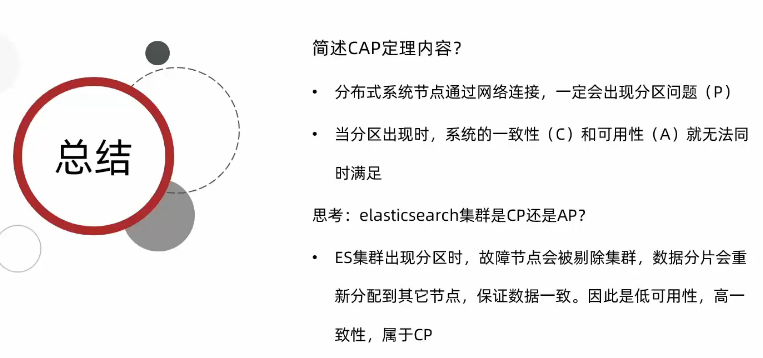 总结
简述CAP定理内容？
• 分布式系统节点通过网络连接，一定会出现分区问题（P）
• 当分区出现时，系统的一致性（C）和可用性（A）就无法同
时满足
思考：elasticsearch集群是CP还是AP？
• ES集群出现分区时，故障节点会被剔除集群，数据分片会重
新分配到其它节点，保证数据一致。因此是低可用性，高一
致性，属于CP